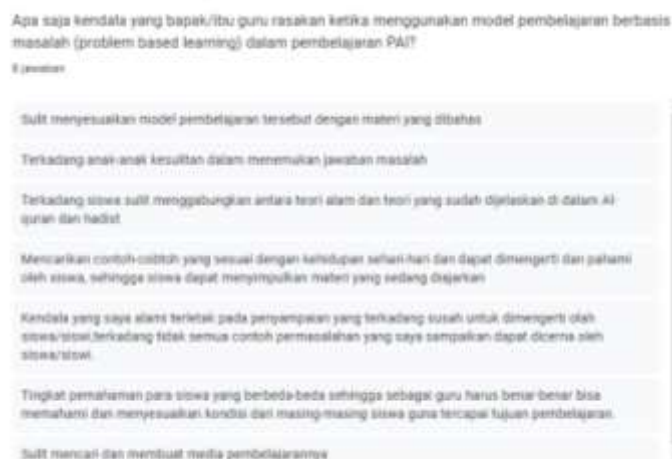 Apa saja kendala yang bapak/ibu guru rasakan ketika menggunakan model pembelajaran berbasis
masalah (problem based learning) dalam pembelajaran PAI?
8 jawaban
Sulit menyesuaikan model pembelajaran tersebut dengan materi yang dibahas
Terkadang anak-anak kesulitan dalam menemukan jawaban masalah
Terkadang siswa sulit menggabungkan antara teori alam dan teori yang sudah dijelaskan di dalam Al
quran dan hadist
Mencarikan contoh-cobtoh yang sesuai dengan kehidupan sehari-hari dan dapat dimengerti dan pahami
oleh siswa, sehingga siswa dapat menyimpulkan materi yang sedang diajarkan
Kendala yang saya alami terletak pada penyampaian yang terkadang susah untuk dimengerti olah
siswa/siswi,terkadang tidak semua contoh permasalahan yang saya sampaikan dapat dicerna oleh
siswa/siswi.
Tingkat pemahaman para siswa yang berbeda-beda sehingga sebagai guru harus benar-benar bisa
memahami dan menyesuaikan kondisi dari masing-masing siswa guna tercapai tujuan pembelajaran.
Sulit mencari dan membuat media pembelajarannya